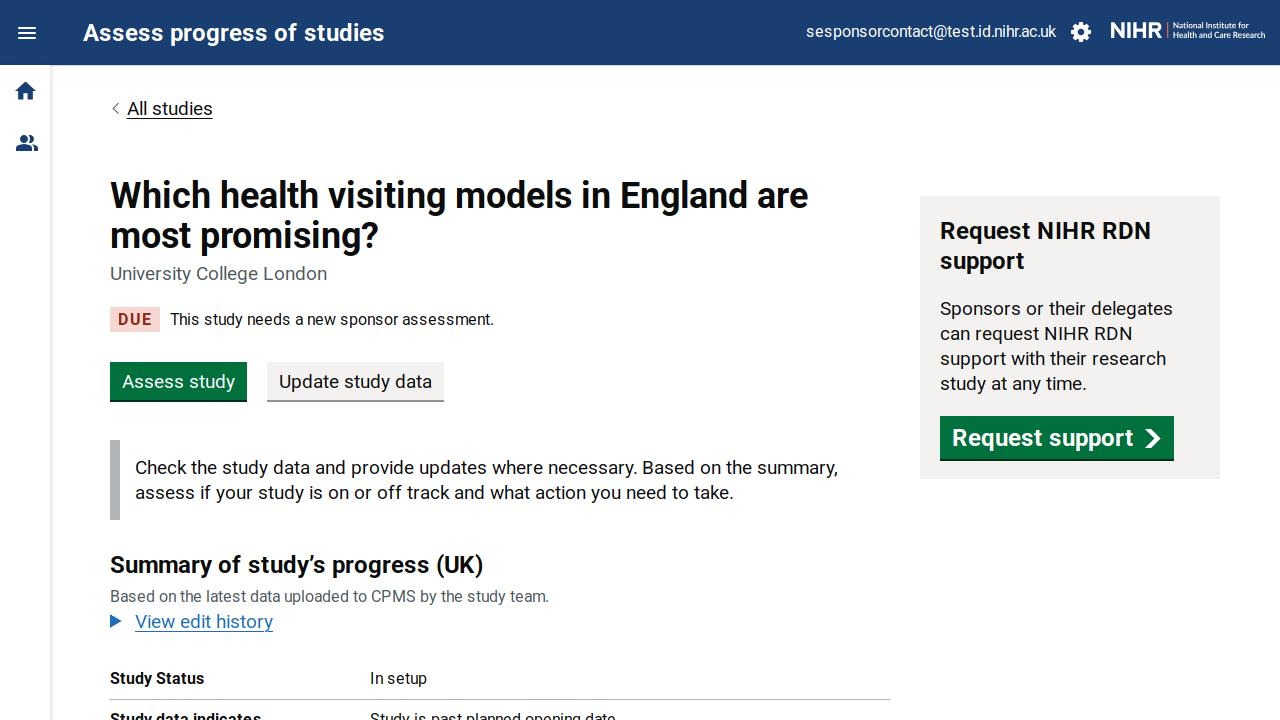 Assess progress of studies
sesponsorcontact@test.id.nihr.ac.uk
NIHR
National Institute for
Health and Care Research
All studies
Which health visiting models in England are
most promising?
University College London
DUE This study needs a new sponsor assessment.
Assess study
Update study data
Check the study data and provide updates where necessary. Based on the summary,
assess if your study is on or off track and what action you need to take.
Summary of study’s progress (UK)
Based on the latest data uploaded to CPMS by the study team.
View edit history
Study Status In setup
Study data indicates Study is past planned opening date
Request NIHR RDN
support
Sponsors or their delegates
can request NIHR RDN
support with their research
study at any time.
Request support